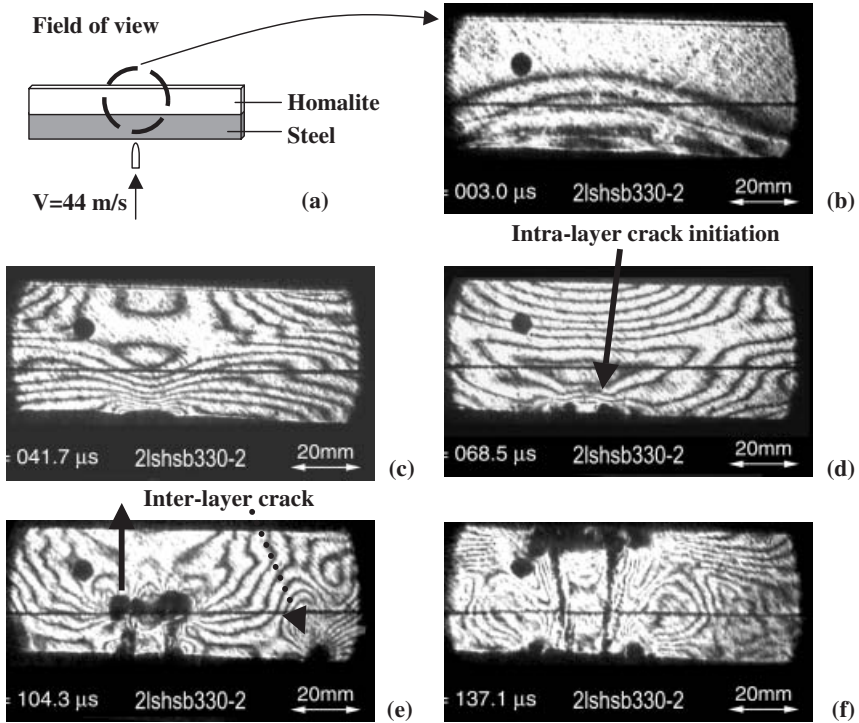 Field of view
Homalite
Steel
V=44 m/s
(a)
= 003.0 µs 2lshsb330-2 20mm
(b)
Intra-layer crack initiation
= 041.7 µs 2lshsb330-2 20mm
(c)
= 068.5 µs 2lshsb330-2 20mm
(d)
Inter-layer crack
= 104.3 µs 2lshsb330-2 20mm
(e)
= 137.1 µs 2lshsb330-2 20mm
(f)